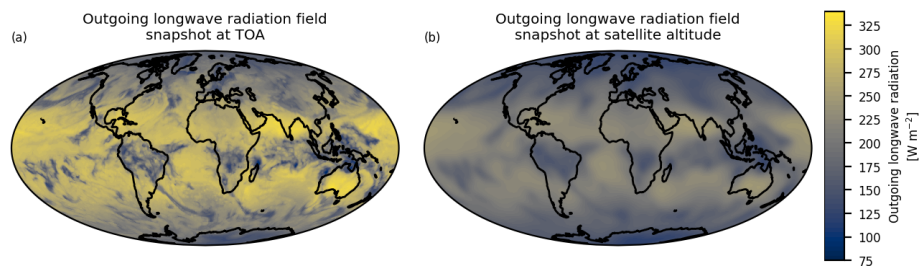 (a)
Outgoing longwave radiation field
snapshot at TOA
(b)
Outgoing longwave radiation field
snapshot at satellite altitude
325
300
275
250
225
200
175
150
125
100
75
Outgoing longwave radiation
[W m⁻²]